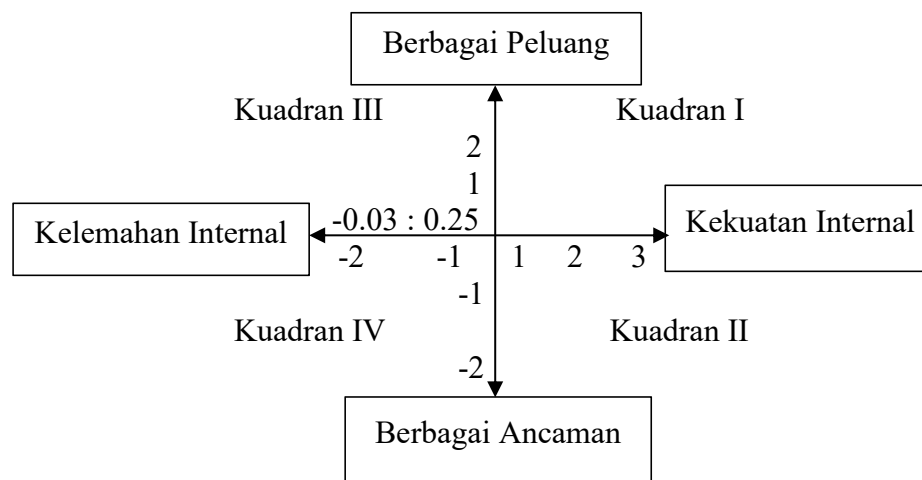 Berbagai Peluang
Kuadran III
Kuadran I
2
1
-0.03 : 0.25
Kelemahan Internal
Kekuatan Internal
-2 -1 1 2 3
-1
Kuadran IV
Kuadran II
-2
Berbagai Ancaman